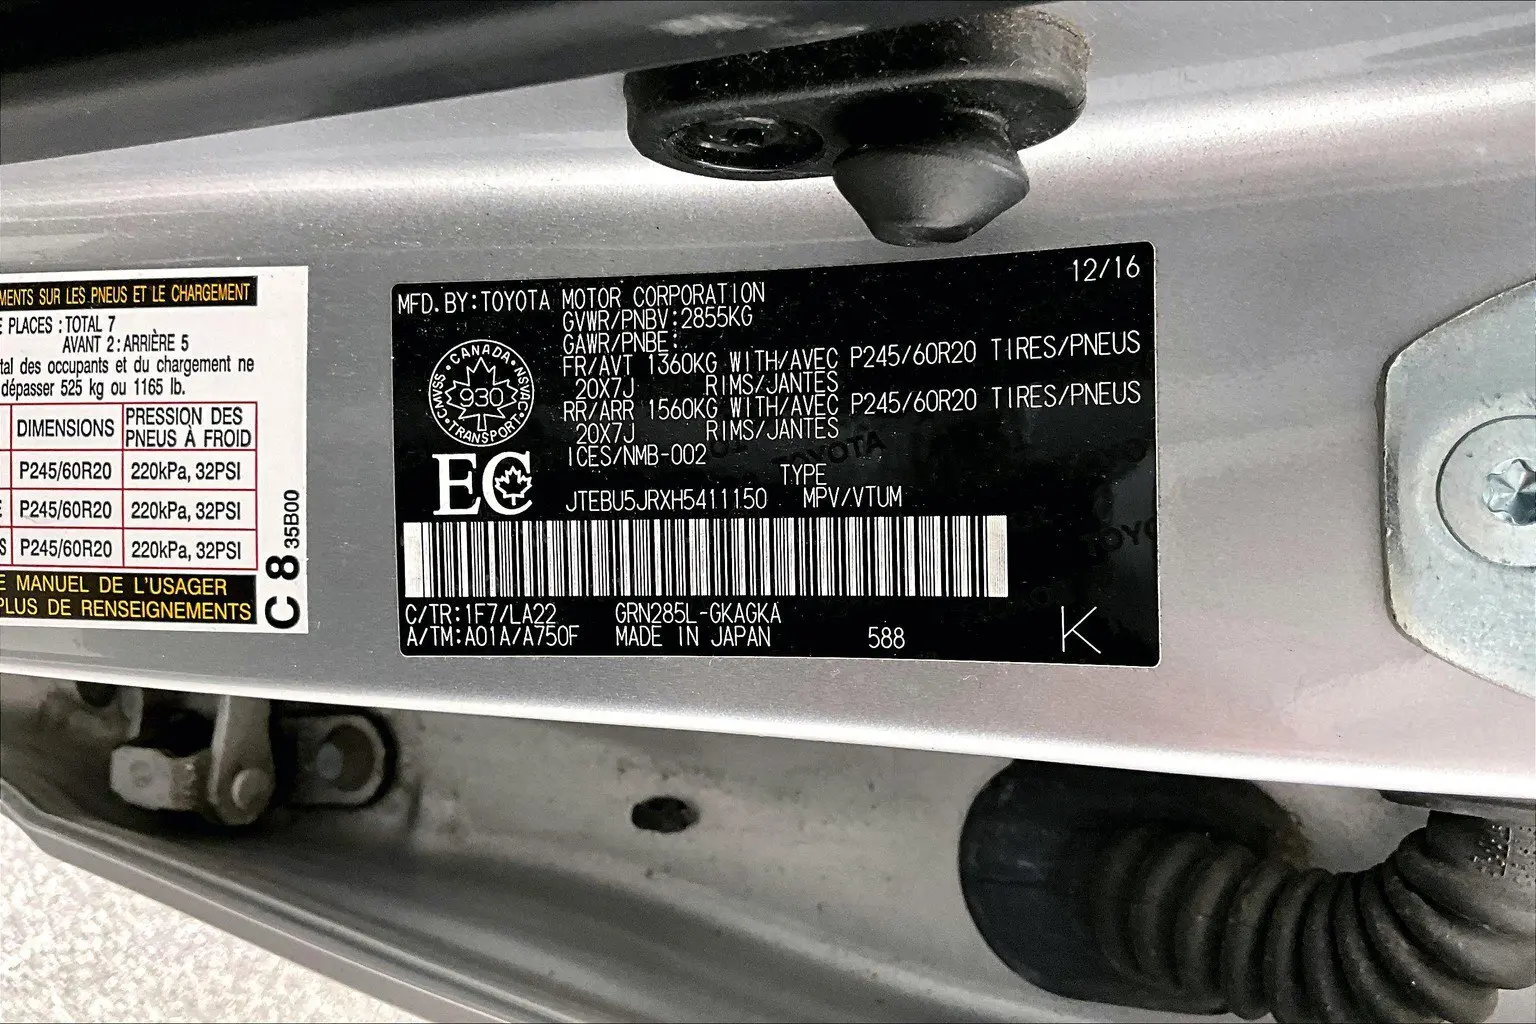 MENTS SUR LES PNEUS ET LE CHARGEMENT
E PLACES : TOTAL 7
AVANT 2 : ARRIÈRE 5
tal des occupants et du chargement ne
dépasser 525 kg ou 1165 lb.
DIMENSIONS PRESSION DES PNEUS À FROID
P245/60R20 220kPa, 32PSI
E P245/60R20 220kPa, 32PSI
S P245/60R20 220kPa, 32PSI
E MANUEL DE L'USAGER
PLUS DE RENSEIGNEMENTS
C 8 35B00
12/16
MFD. BY: TOYOTA MOTOR CORPORATION
GVWR/PNBV: 2855KG
GAWR/PNBE:
FR/AVT 1360KG WITH/AVEC P245/60R20 TIRES/PNEUS
20X7J RIMS/JANTES
RR/ARR 1560KG WITH/AVEC P245/60R20 TIRES/PNEUS
20X7J RIMS/JANTES
ICES/NMB-002
CANADA
CMVSS 930 NSVAC
TRANSPORT
EC
TYPE
JTEBU5JRXH5411150 MPV/VTUM
C/TR: 1F7/LA22 GRN285L-GKAGKA
A/TM: A01A/A750F MADE IN JAPAN 588 K
TOYOTA